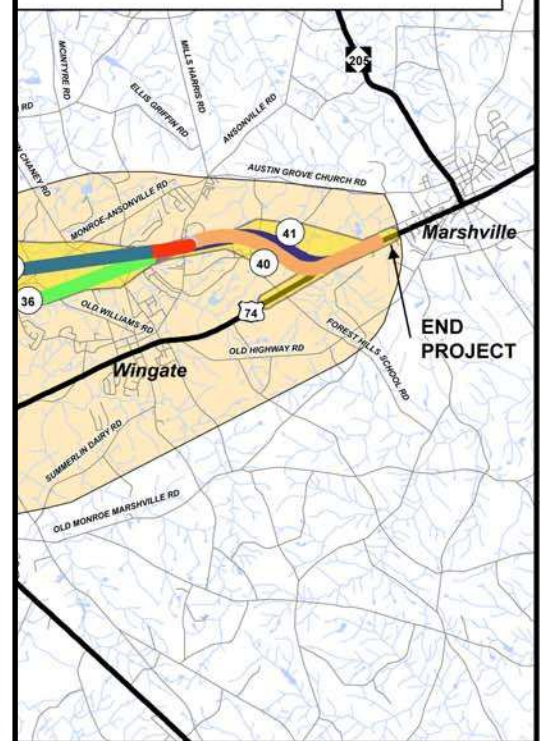 205
MCINTYRE RD
MILLS HARRIS RD
ELLIS GRIFFIN RD
ANSONVILLE RD
RD
CHANEY RD
AUSTIN GROVE CHURCH RD
MONROE-ANSONVILLE RD
41
Marshville
40
36
OLD WILLIAMS RD
74
END
PROJECT
FOREST HILLS SCHOOL RD
OLD HIGHWAY RD
Wingate
SUMMERLIN DAIRY RD
OLD MONROE MARSHVILLE RD